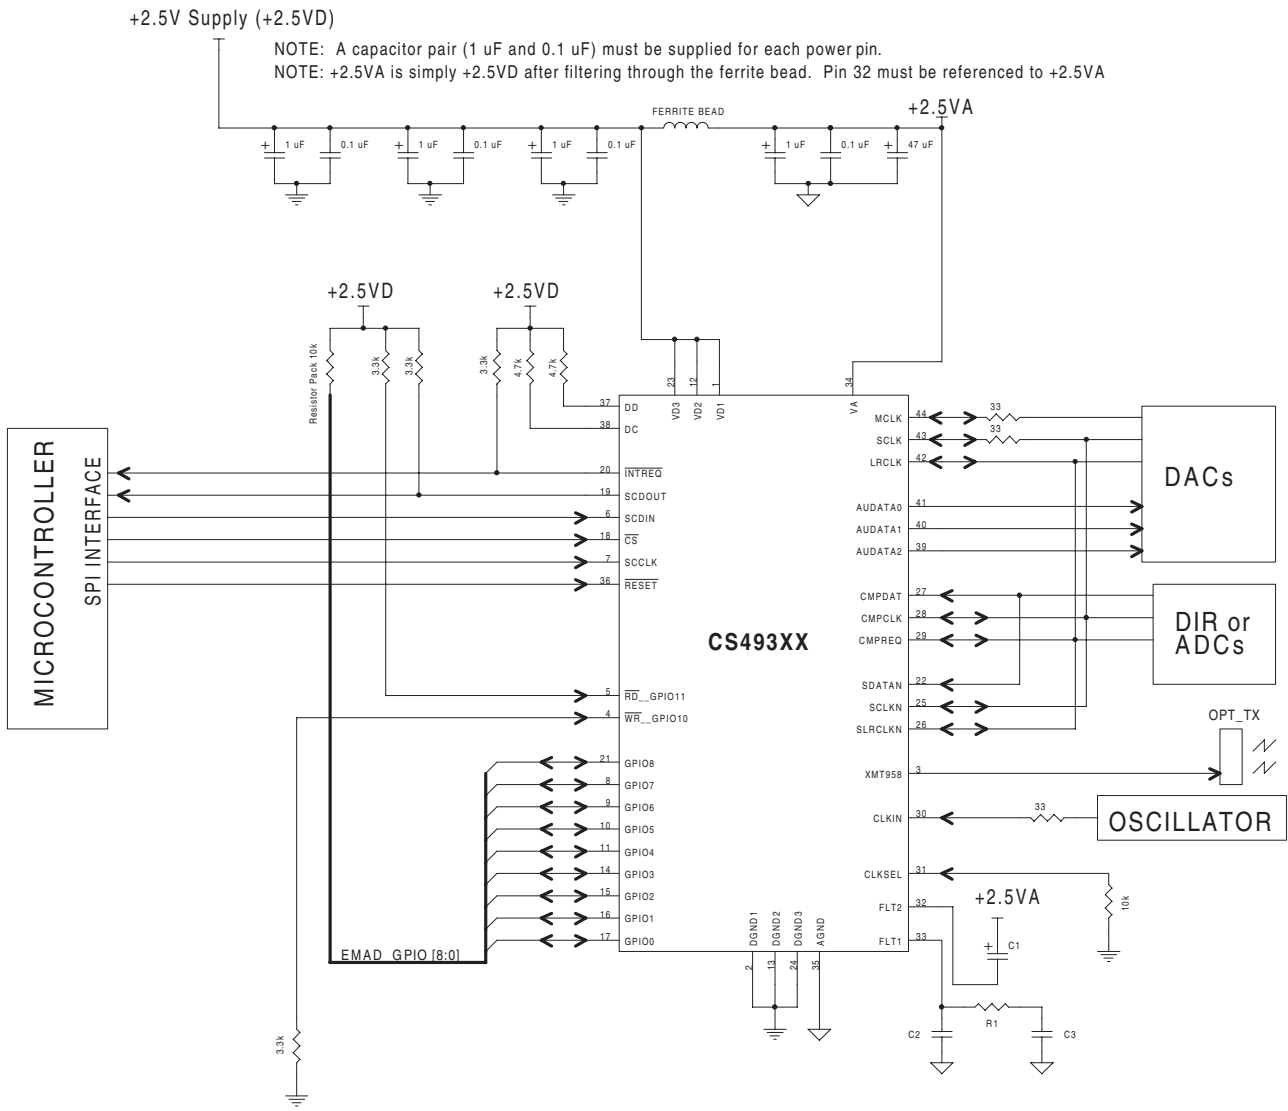 +2.5V Supply (+2.5VD)
NOTE: A capacitor pair (1 uF and 0.1 uF) must be supplied for each power pin.
NOTE: +2.5VA is simply +2.5VD after filtering through the ferrite bead. Pin 32 must be referenced to +2.5VA
FERRITE BEAD
+2.5VA
+ 1 uF
0.1 uF
+ 1 uF
0.1 uF
+ 1 uF
0.1 uF
+ 1 uF
0.1 uF
+ 47 uF
+2.5VD
+2.5VD
Resistor Pack 10k
3.3k
3.3k
3.3k
4.7k
4.7k
23
12
1
34
VD3
VD2
VD1
VA
MICROCONTROLLER
SPI INTERFACE
37 DD
38 DC
20 INTREQ
19 SCDOUT
6 SCDIN
18 CS
7 SCCLK
36 RESET
5 RD__GPIO11
4 WR__GPIO10
21 GPIO8
8 GPIO7
9 GPIO6
10 GPIO5
11 GPIO4
14 GPIO3
15 GPIO2
16 GPIO1
17 GPIO0
EMAD_GPIO [8:0]
3.3k
CS493XX
MCLK 44 33
SCLK 43 33
LRCLK 42
AUDATA0 41
AUDATA1 40
AUDATA2 39
DACs
CMPDAT 27
CMPCLK 28
CMPREQ 29
DIR or
ADCs
SDATAN 22
SCLKN 25
SLRCLKN 26
OPT_TX
XMT958 3
CLKIN 30
33
OSCILLATOR
CLKSEL 31
10k
FLT2 32
+2.5VA
FLT1 33
+ C1
DGND1
DGND2
DGND3
AGND
2
13
24
35
C2
R1
C3